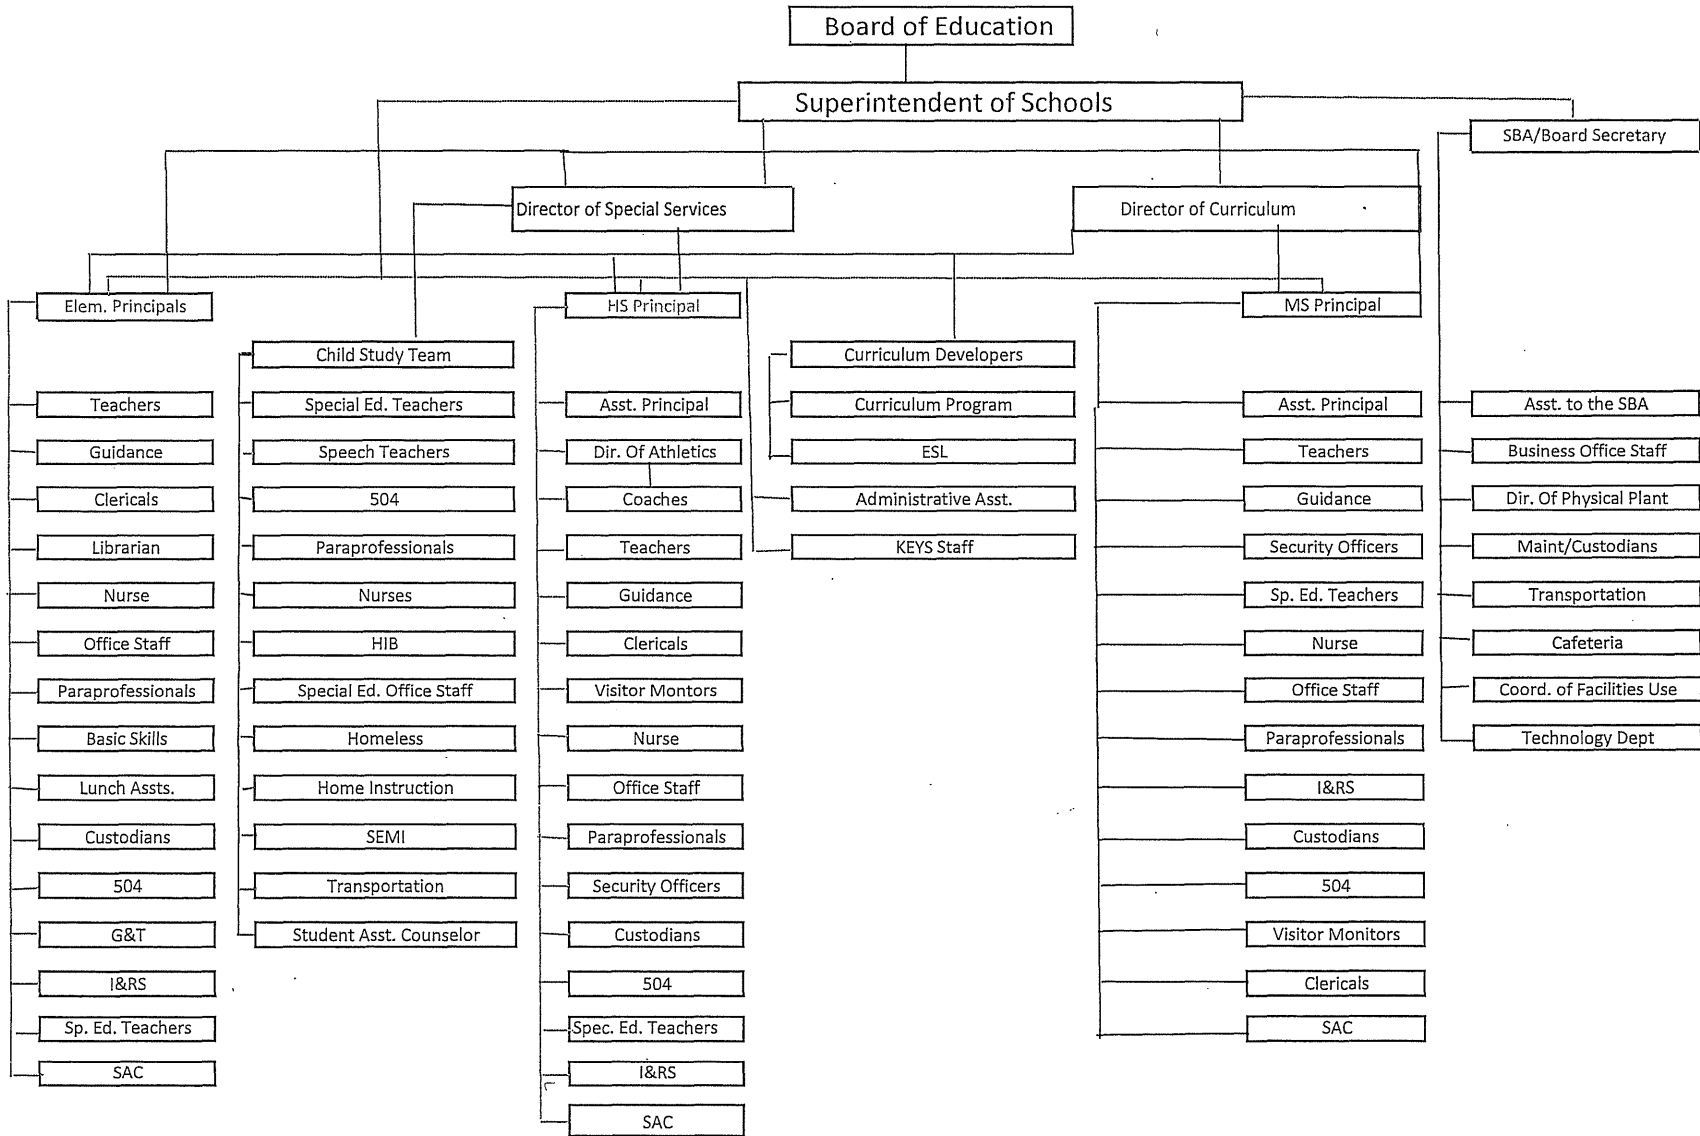 Board of Education
Superintendent of Schools
SBA/Board Secretary
Director of Special Services
Director of Curriculum
Elem. Principals
HS Principal
MS Principal
Child Study Team
Curriculum Developers
Teachers
Special Ed. Teachers
Asst. Principal
Curriculum Program
Asst. Principal
Asst. to the SBA
Guidance
Speech Teachers
Dir. Of Athletics
ESL
Teachers
Business Office Staff
Clericals
504
Coaches
Administrative Asst.
Guidance
Dir. Of Physical Plant
Librarian
Paraprofessionals
Teachers
KEYS Staff
Security Officers
Maint/Custodians
Nurse
Nurses
Guidance
Sp. Ed. Teachers
Transportation
Office Staff
HIB
Clericals
Nurse
Cafeteria
Paraprofessionals
Special Ed. Office Staff
Visitor Montors
Office Staff
Coord. of Facilities Use
Basic Skills
Homeless
Nurse
Paraprofessionals
Technology Dept
Lunch Assts.
Home Instruction
Office Staff
I&RS
Custodians
SEMI
Paraprofessionals
Custodians
504
Transportation
Security Officers
504
G&T
Student Asst. Counselor
Custodians
Visitor Monitors
I&RS
504
Clericals
Sp. Ed. Teachers
Spec. Ed. Teachers
SAC
SAC
I&RS
SAC